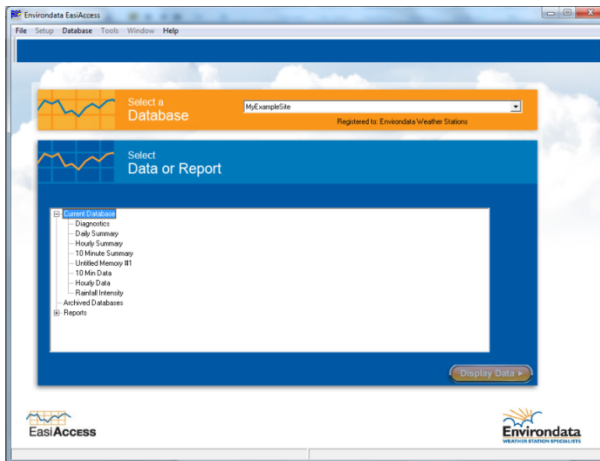 Environdata EasiAccess
File Setup Database Tools Window Help
Select a
Database
MyExampleSite
Registered to: Environdata Weather Stations
Select
Data or Report
Current Database
Diagnostics
Daily Summary
Hourly Summary
10 Minute Summary
Untitled Memory #1
10 Min Data
Hourly Data
Rainfall Intensity
Archived Databases
Reports
Display Data
EasiAccess
Environdata
WEATHER STATION SPECIALISTS